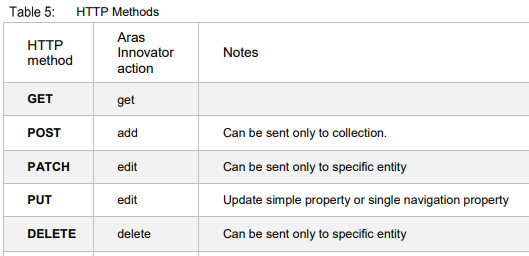 Table 5: HTTP Methods
HTTP method Aras Innovator action Notes
GET get
POST add Can be sent only to collection.
PATCH edit Can be sent only to specific entity
PUT edit Update simple property or single navigation property
DELETE delete Can be sent only to specific entity